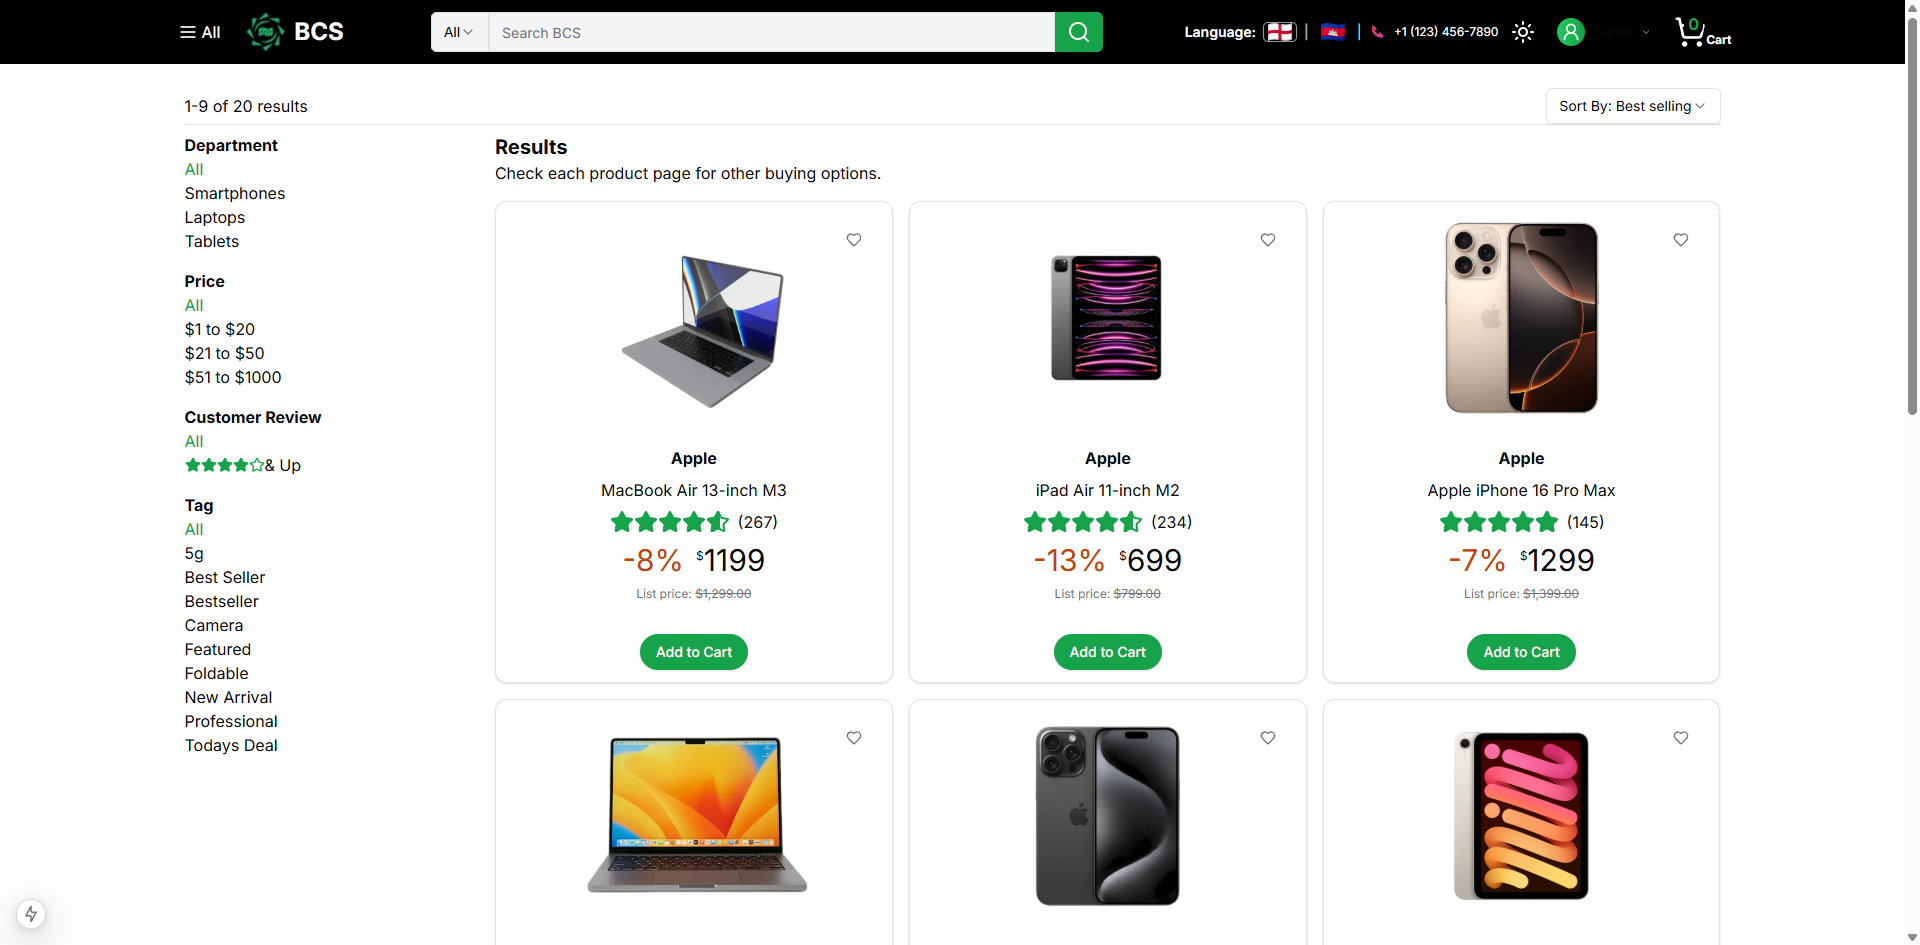 All
BCS
All
Search BCS
Language:
+1 (123) 456-7890
Sarah
0
Cart
1-9 of 20 results
Sort By: Best selling
Department
All
Smartphones
Laptops
Tablets
Price
All
$1 to $20
$21 to $50
$51 to $1000
Customer Review
All
& Up
Tag
All
5g
Best Seller
Bestseller
Camera
Featured
Foldable
New Arrival
Professional
Todays Deal
Results
Check each product page for other buying options.
Apple
MacBook Air 13-inch M3
(267)
-8% $1199
List price: $1,299.00
Add to Cart
Apple
iPad Air 11-inch M2
(234)
-13% $699
List price: $799.00
Add to Cart
Apple
Apple iPhone 16 Pro Max
(145)
-7% $1299
List price: $1,399.00
Add to Cart